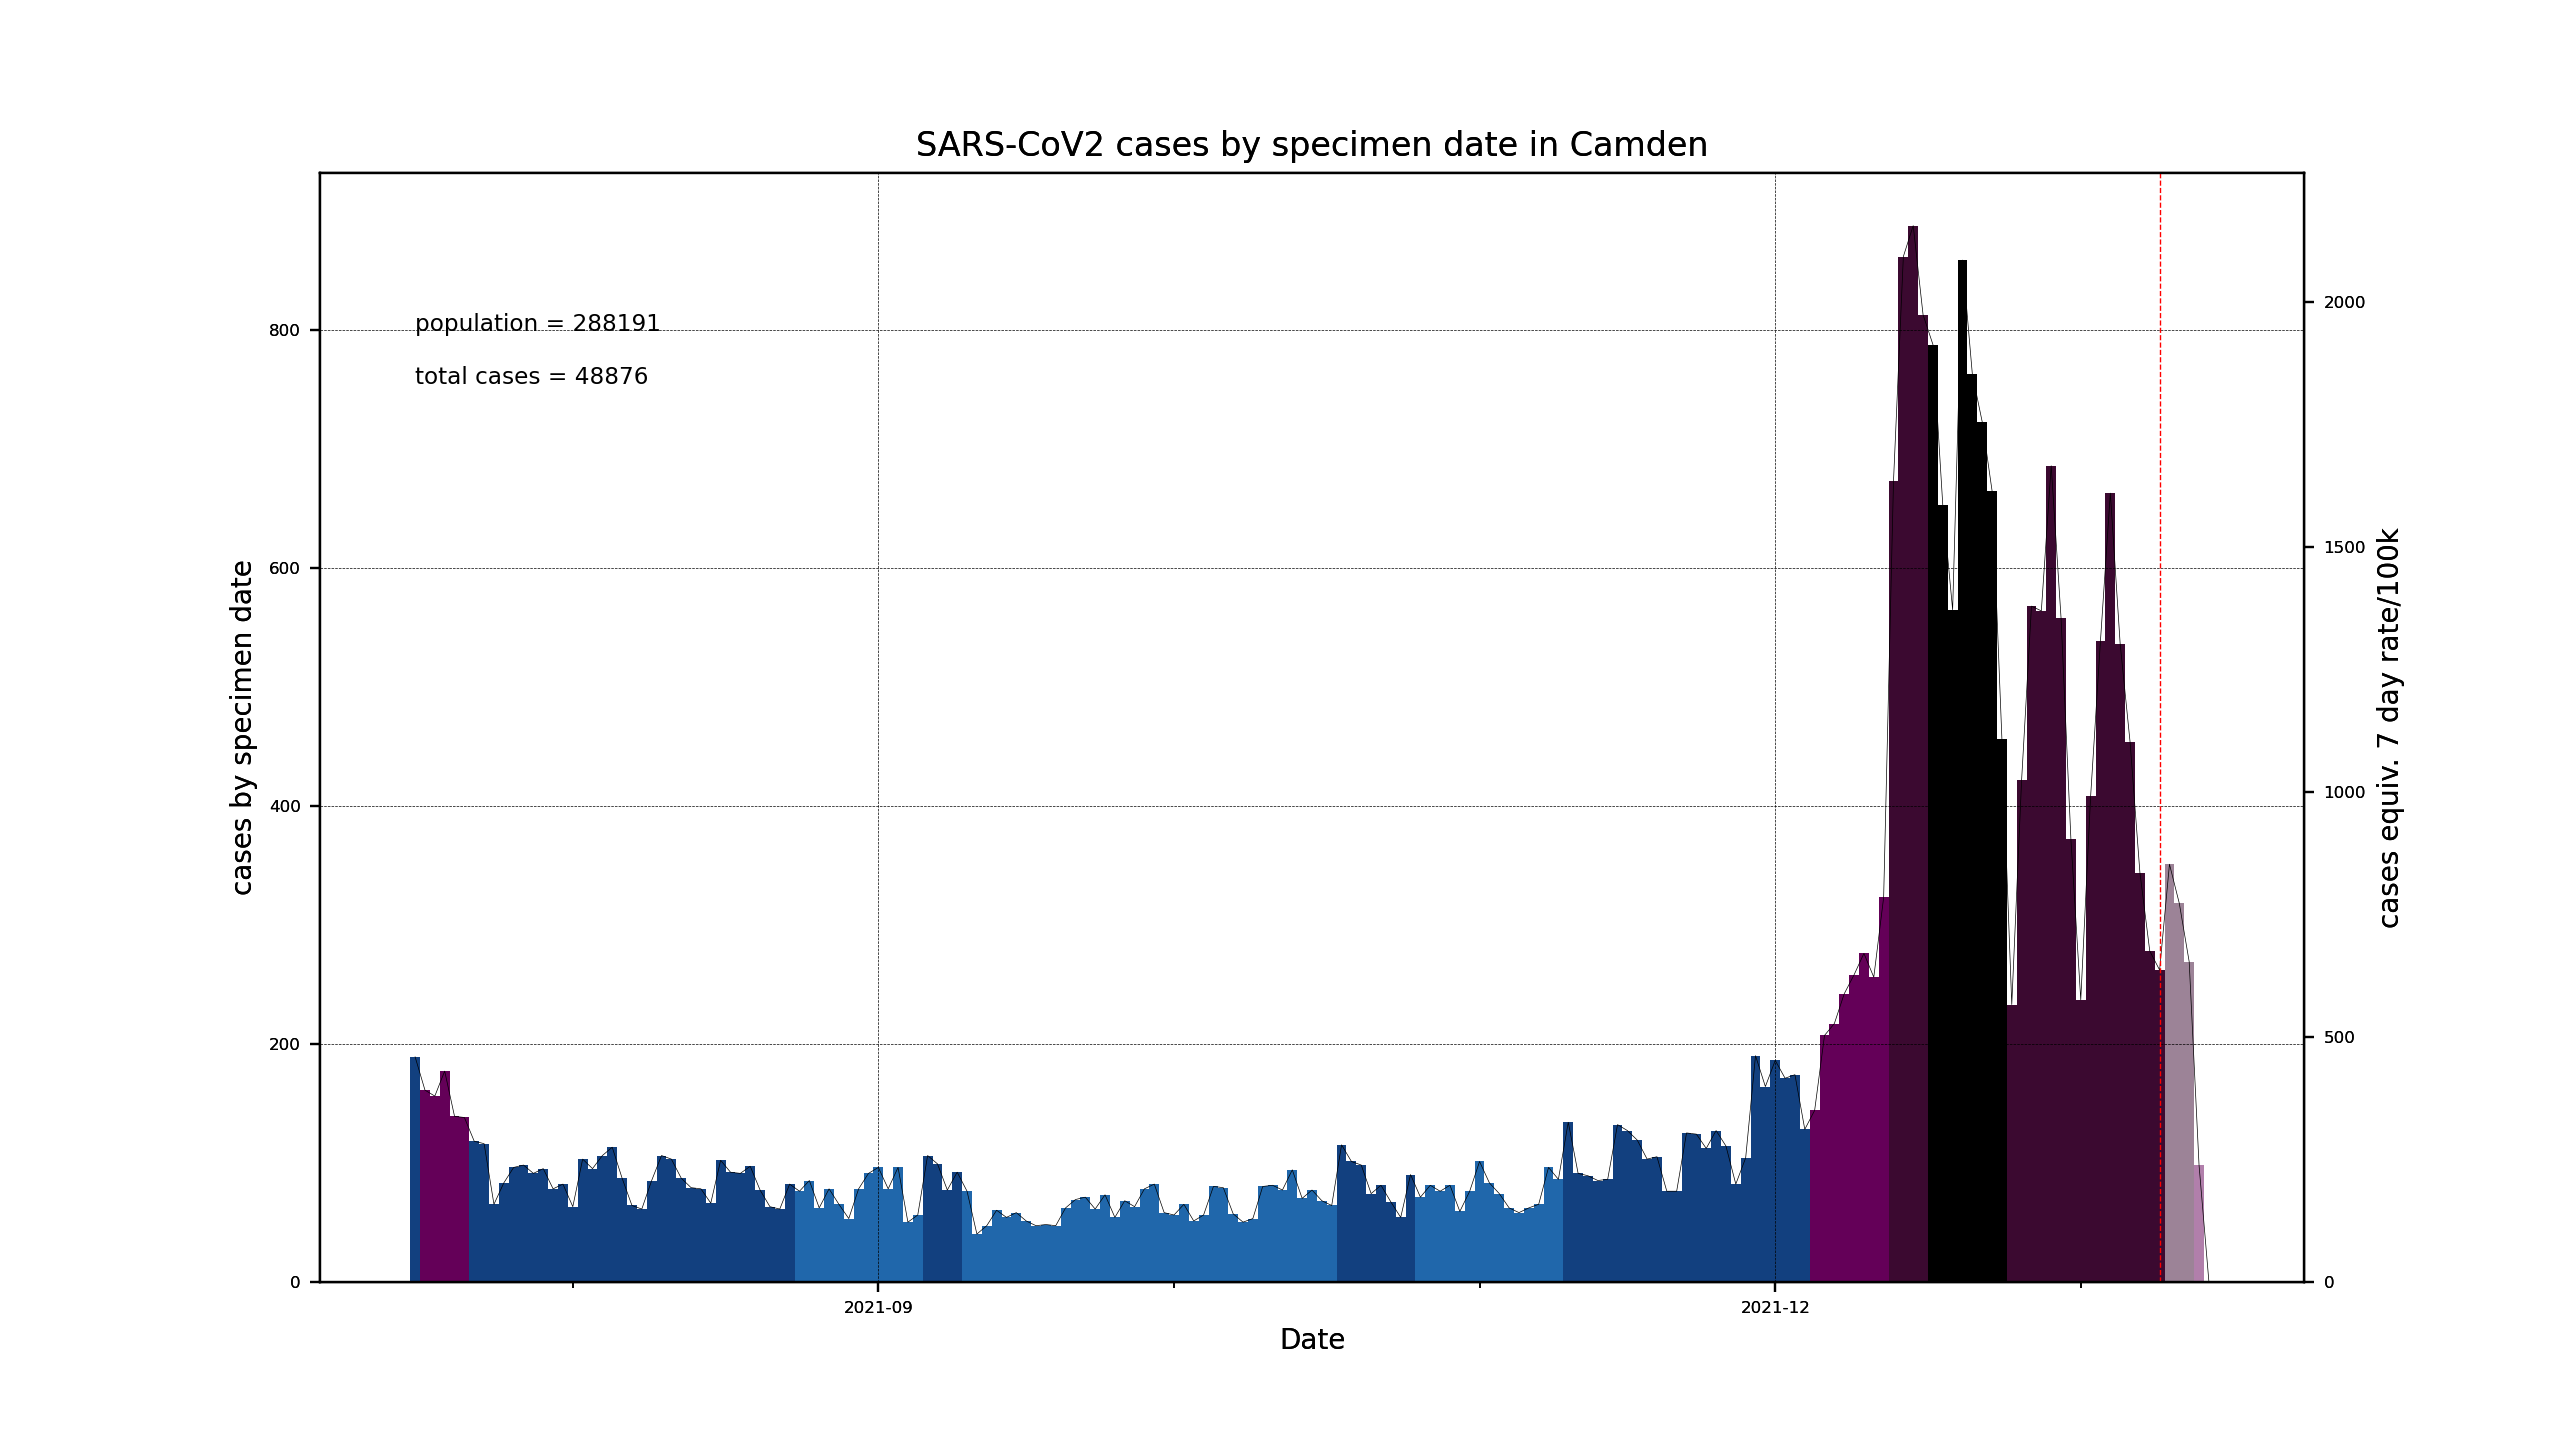 SARS-CoV2 cases by specimen date in Camden
population = 288191
total cases = 48876
cases by specimen date
800
600
400
200
0
2000
1500
1000
500
0
cases equiv. 7 day rate/100k
2021-09
2021-12
Date